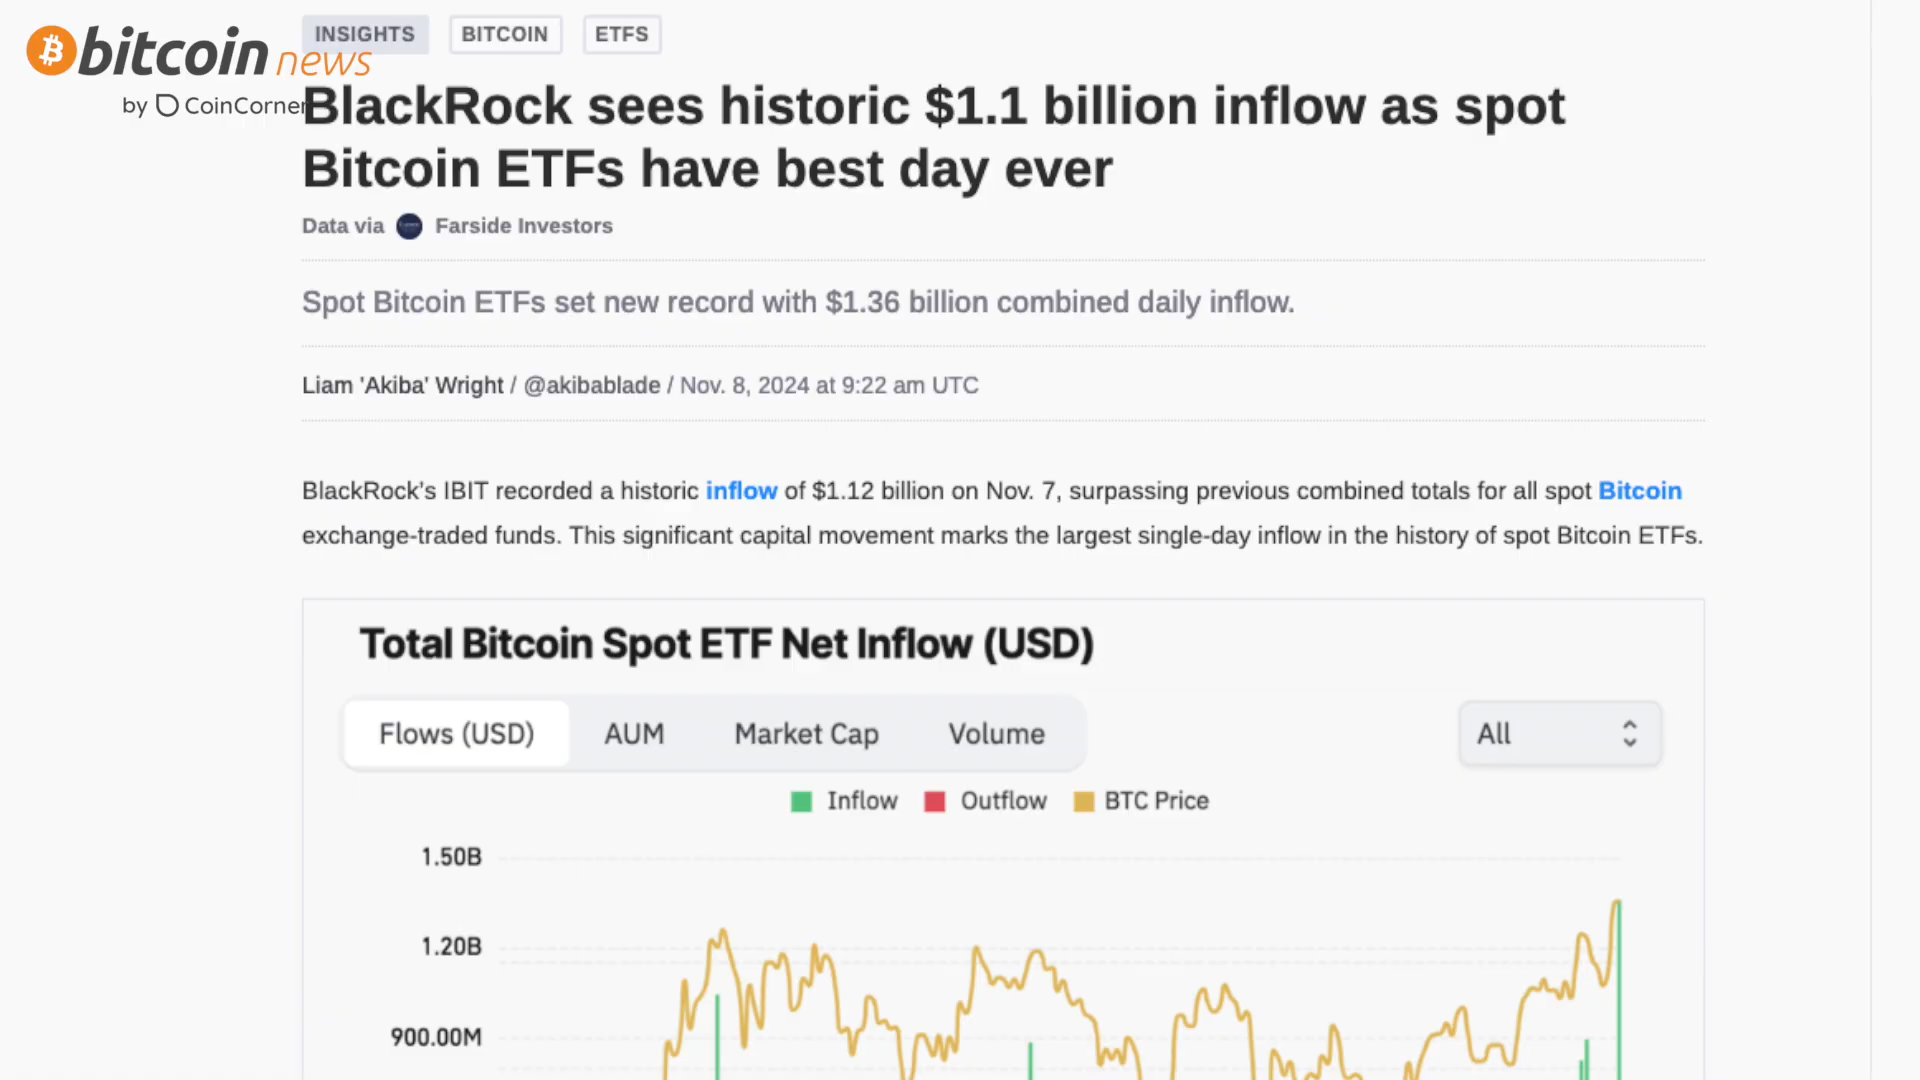 bitcoin news
by CoinCorner
INSIGHTS BITCOIN ETFS
BlackRock sees historic $1.1 billion inflow as spot
Bitcoin ETFs have best day ever
Data via Farside Investors
Spot Bitcoin ETFs set new record with $1.36 billion combined daily inflow.
Liam 'Akiba' Wright / @akibablade / Nov. 8, 2024 at 9:22 am UTC
BlackRock's IBIT recorded a historic inflow of $1.12 billion on Nov. 7, surpassing previous combined totals for all spot Bitcoin
exchange-traded funds. This significant capital movement marks the largest single-day inflow in the history of spot Bitcoin ETFs.
Total Bitcoin Spot ETF Net Inflow (USD)
Flows (USD) AUM Market Cap Volume All
Inflow Outflow BTC Price
1.50B
1.20B
900.00M